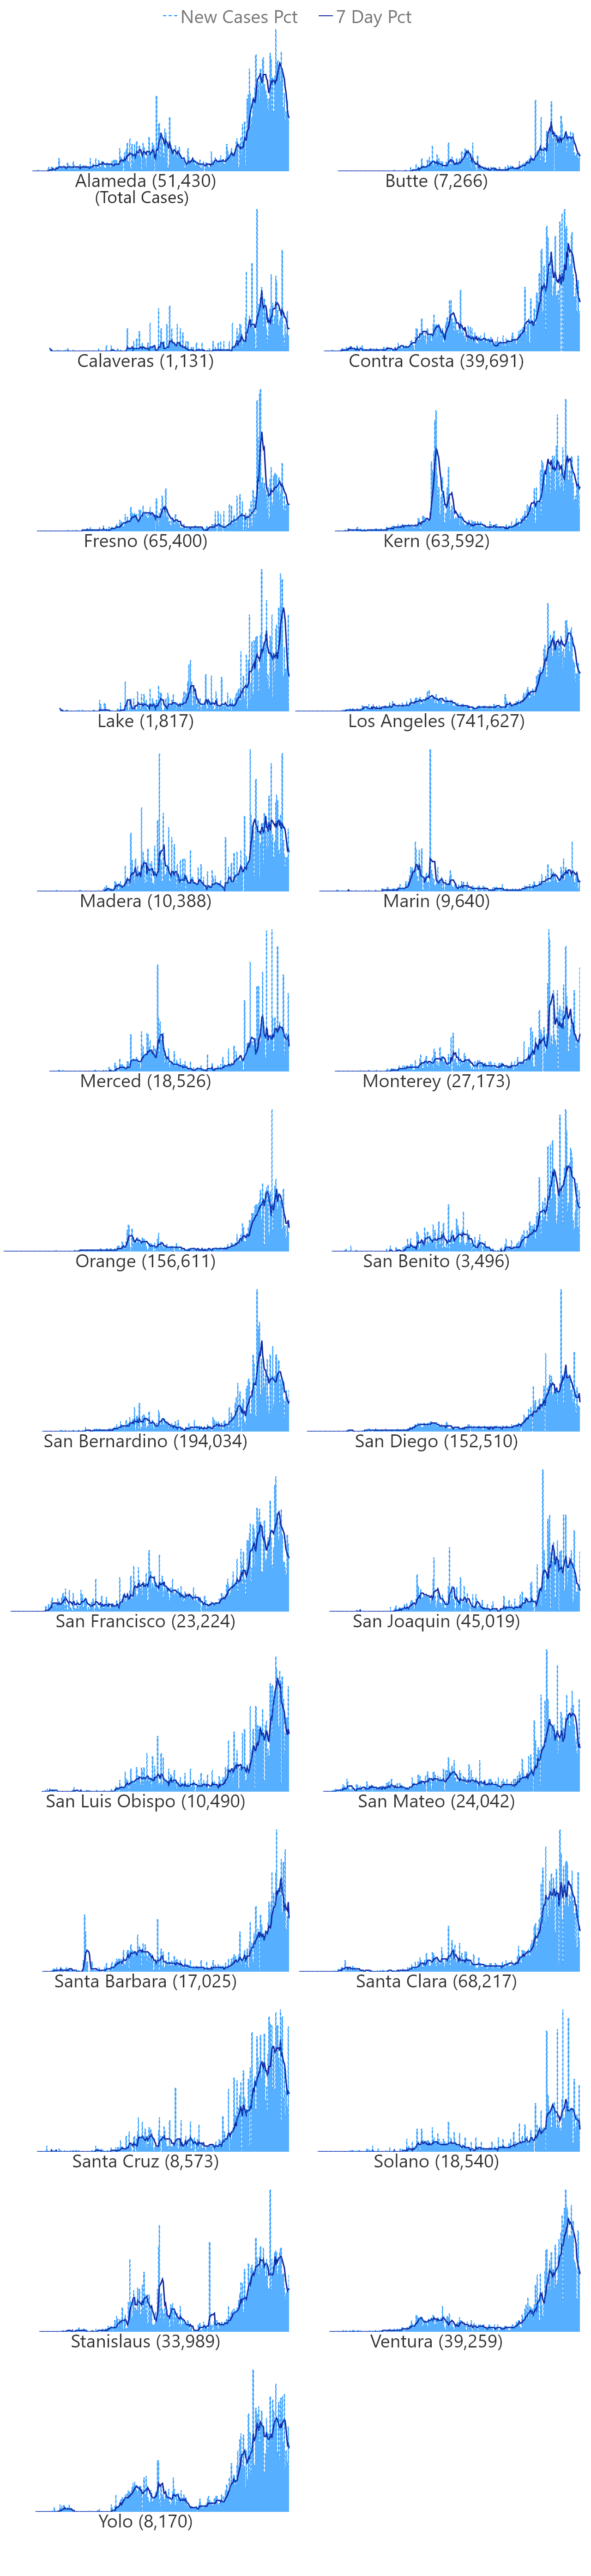 New Cases Pct 7 Day Pct
Alameda (51,430) Butte (7,266)
(Total Cases)
Calaveras (1,131) Contra Costa (39,691)
Fresno (65,400) Kern (63,592)
Lake (1,817) Los Angeles (741,627)
Madera (10,388) Marin (9,640)
Merced (18,526) Monterey (27,173)
Orange (156,611) San Benito (3,496)
San Bernardino (194,034) San Diego (152,510)
San Francisco (23,224) San Joaquin (45,019)
San Luis Obispo (10,490) San Mateo (24,042)
Santa Barbara (17,025) Santa Clara (68,217)
Santa Cruz (8,573) Solano (18,540)
Stanislaus (33,989) Ventura (39,259)
Yolo (8,170)